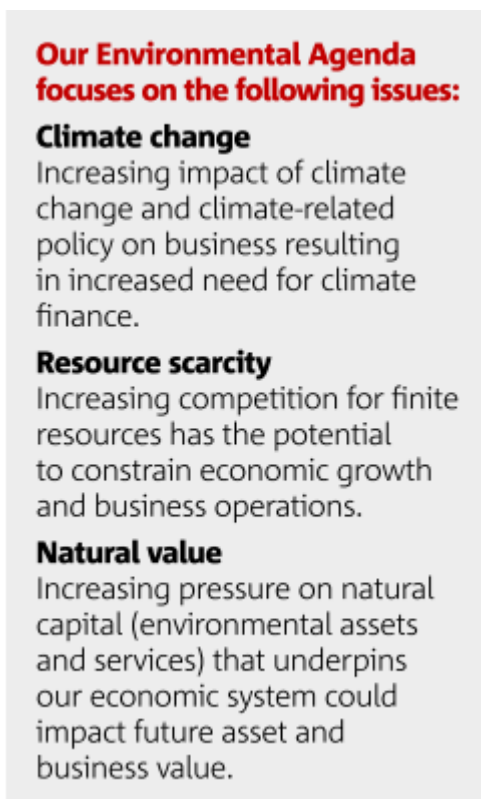 Our Environmental Agenda
focuses on the following issues:
Climate change
Increasing impact of climate
change and climate-related
policy on business resulting
in increased need for climate
finance.
Resource scarcity
Increasing competition for finite
resources has the potential
to constrain economic growth
and business operations.
Natural value
Increasing pressure on natural
capital (environmental assets
and services) that underpins
our economic system could
impact future asset and
business value.